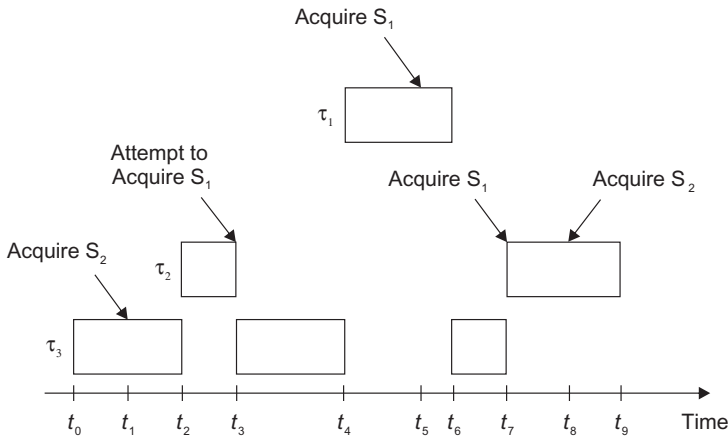 Acquire S₁
τ₁
Attempt to
Acquire S₁
Acquire S₁
Acquire S₂
Acquire S₂
τ₂
τ₃
t₀ t₁ t₂ t₃ t₄ t₅ t₆ t₇ t₈ t₉ Time